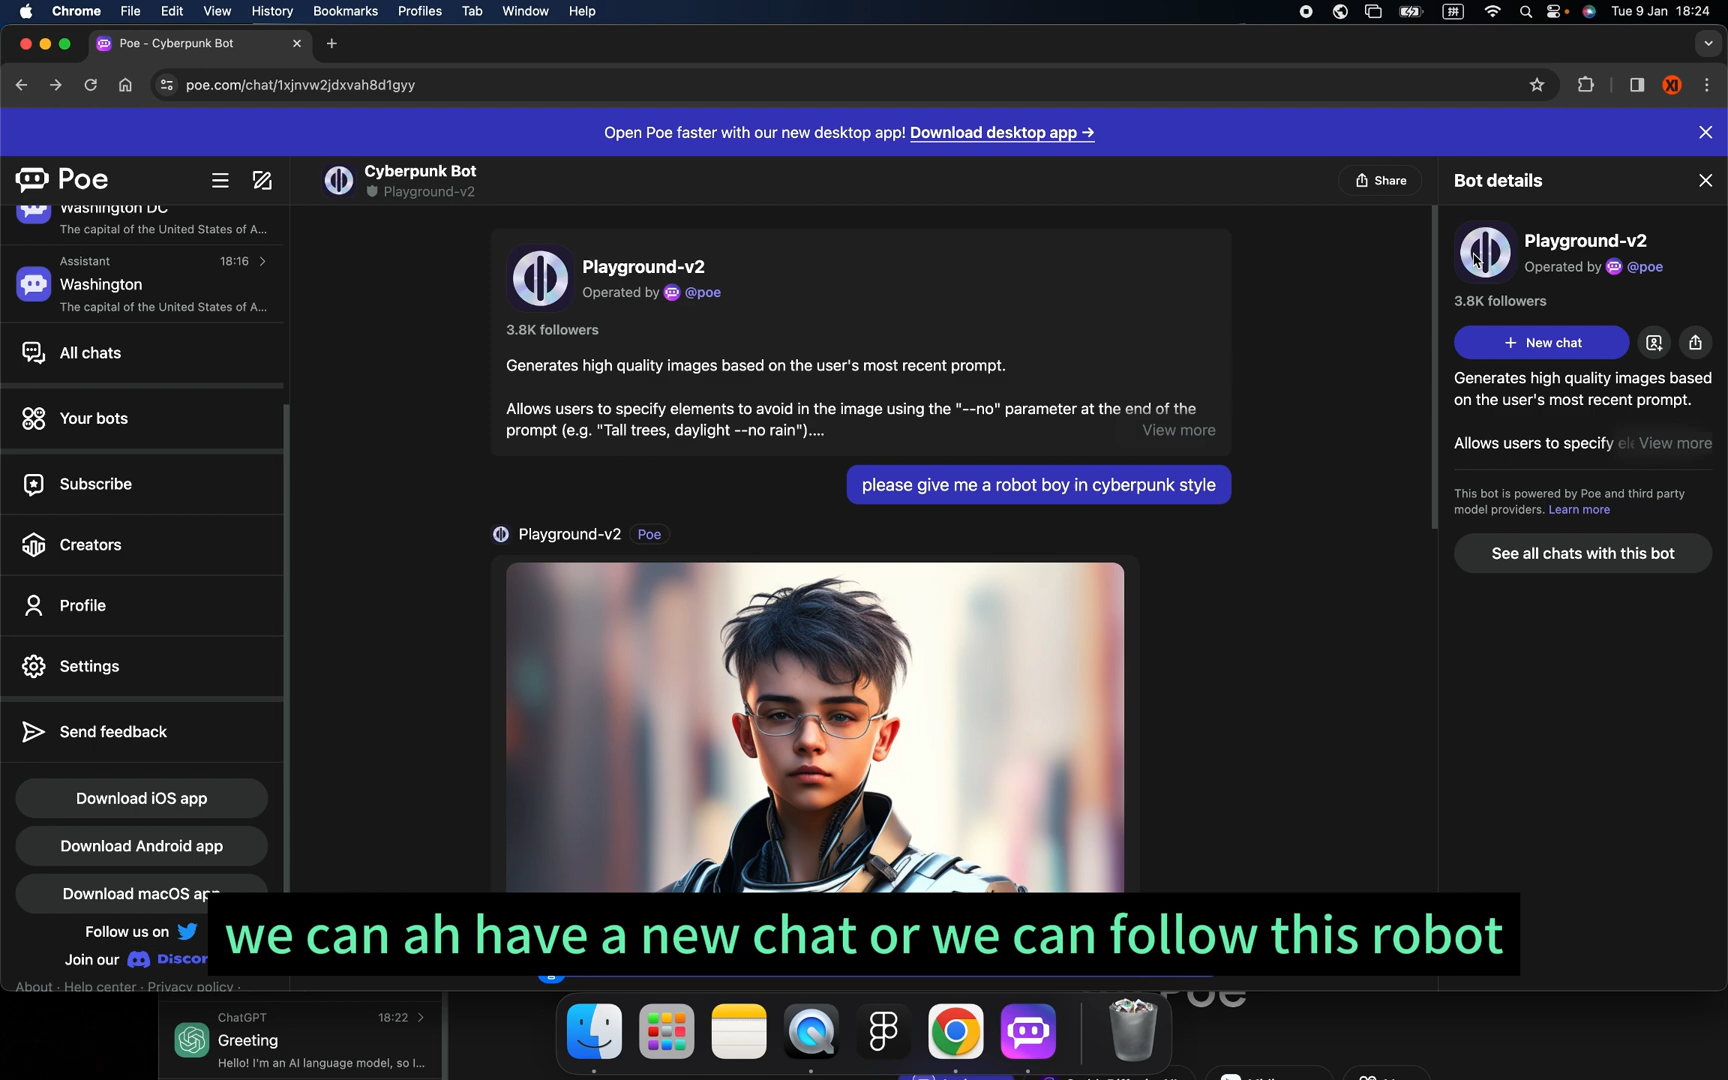 Chrome File Edit View History Bookmarks Profiles Tab Window Help
拼
Tue 9 Jan 18:24
Poe - Cyberpunk Bot
poe.com/chat/1xjnvw2jdxvah8d1gyy
XI
Open Poe faster with our new desktop app! Download desktop app →
Poe
Washington DC
The capital of the United States of A...
Assistant 18:16
Washington
The capital of the United States of A...
All chats
Your bots
Subscribe
Creators
Profile
Settings
Send feedback
Download iOS app
Download Android app
Download macOS app
Follow us on
Join our Discor
About · Help center · Privacy policy ·
Cyberpunk Bot
Playground-v2
Share
Playground-v2
Operated by @poe
3.8K followers
Generates high quality images based on the user's most recent prompt.
Allows users to specify elements to avoid in the image using the "--no" parameter at the end of the
prompt (e.g. "Tall trees, daylight --no rain")....
View more
please give me a robot boy in cyberpunk style
Playground-v2 Poe
Bot details
Playground-v2
Operated by @poe
3.8K followers
+ New chat
Generates high quality images based
on the user's most recent prompt.
Allows users to specify ele View more
This bot is powered by Poe and third party
model providers. Learn more
See all chats with this bot
we can ah have a new chat or we can follow this robot
Poe
ChatGPT 18:22
Greeting
Hello! I'm an AI language model, so I...